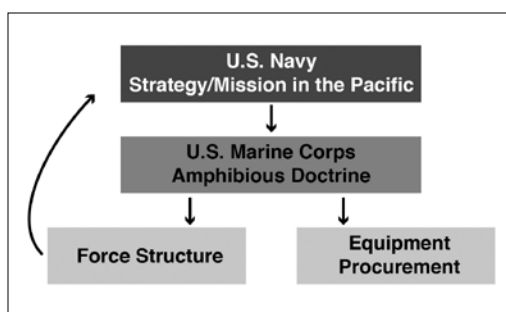 U.S. Navy
Strategy/Mission in the Pacific
U.S. Marine Corps
Amphibious Doctrine
Force Structure
Equipment
Procurement